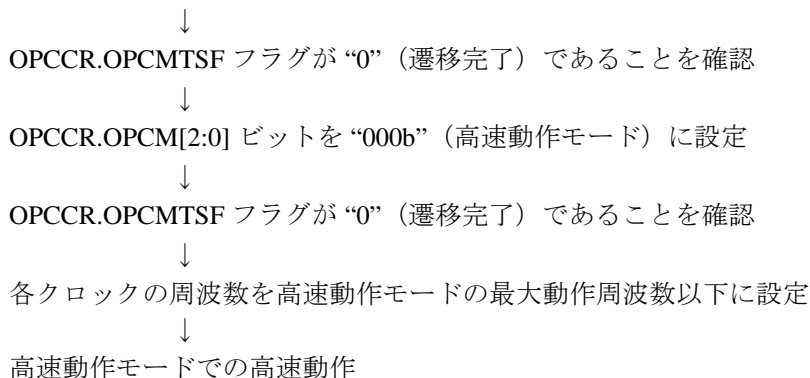 ↓
OPCCR.OPCMTSF フラグが “0”（遷移完了）であることを確認
↓
OPCCR.OPCM[2:0] ビットを “000b”（高速動作モード）に設定
↓
OPCCR.OPCMTSF フラグが “0”（遷移完了）であることを確認
↓
各クロックの周波数を高速動作モードの最大動作周波数以下に設定
↓
高速動作モードでの高速動作